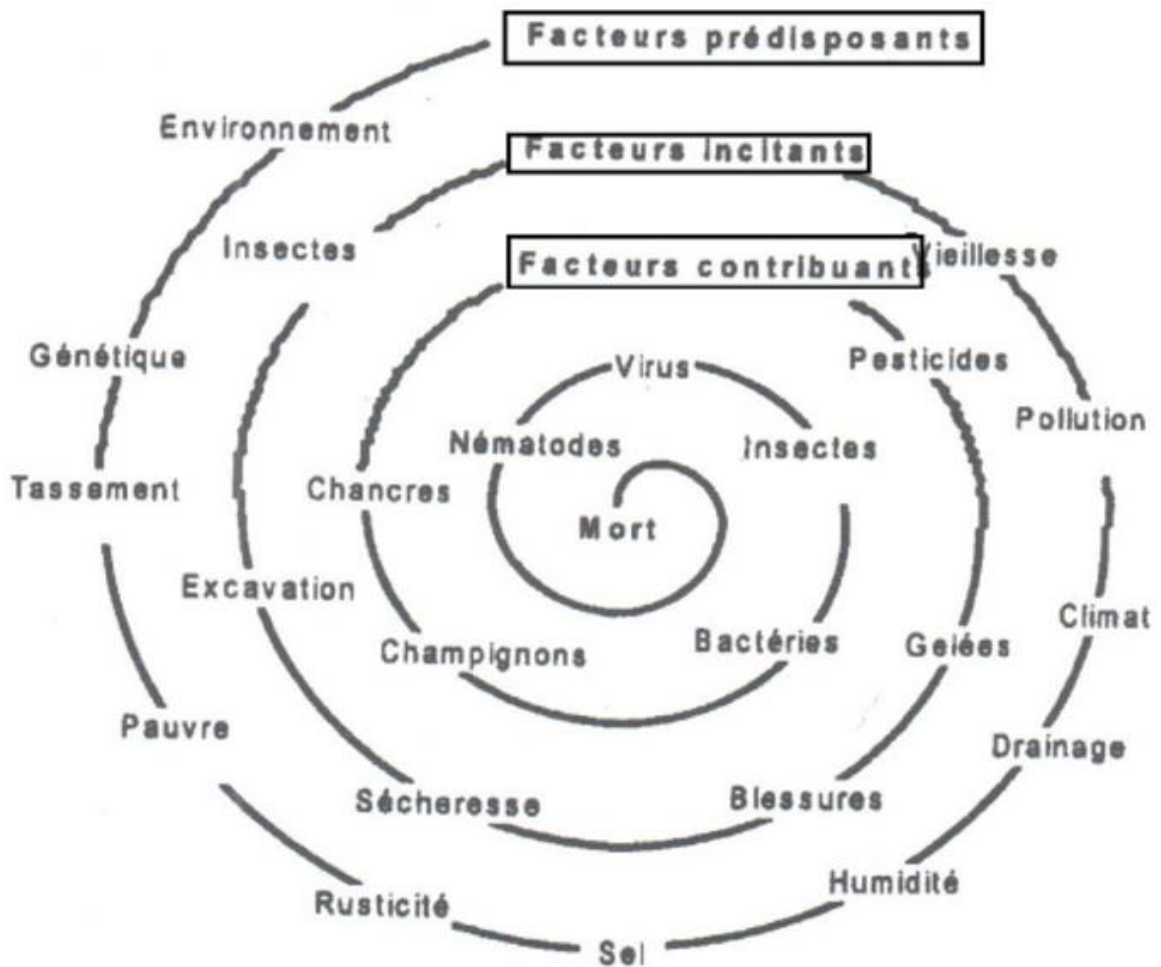 Facteurs prédisposants
Environnement
Génétique
Tassement
Pauvre
Rusticité
Sel
Humidité
Drainage
Climat
Pollution
Vieillesse
Facteurs incitants
Insectes
Excavation
Sécheresse
Blessures
Gelées
Pesticides
Facteurs contribuant
Chancres
Champignons
Bactéries
Insectes
Virus
Nématodes
Mort